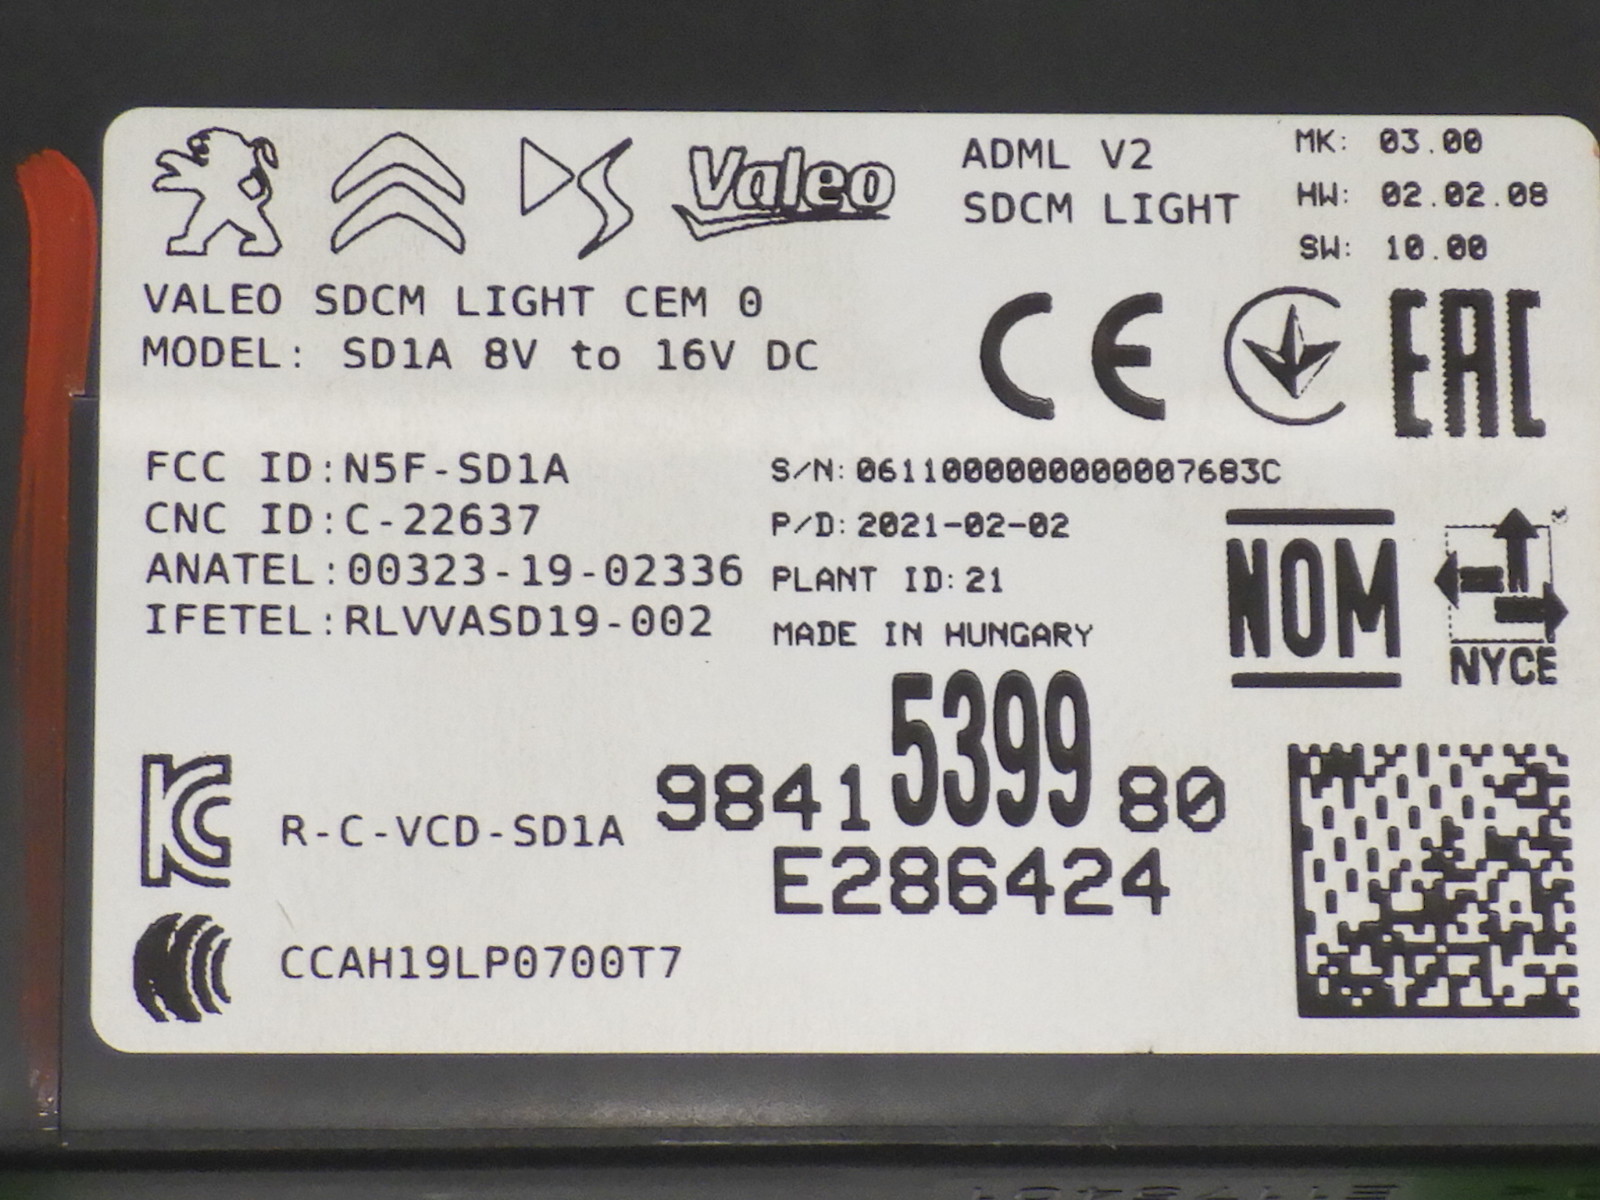 DS
Valeo
ADML V2
SDCM LIGHT
MK: 03.00
HW: 02.02.08
SW: 10.00
VALEO SDCM LIGHT CEM 0
MODEL: SD1A 8V to 16V DC
CE
EAC
FCC ID:N5F-SD1A
CNC ID:C-22637
ANATEL:00323-19-02336
IFETEL:RLVVASD19-002
S/N:0611000000000007683C
P/D:2021-02-02
PLANT ID:21
MADE IN HUNGARY
NOM
NYCE
9841539980
E286424
KC
R-C-VCD-SD1A
CCAH19LP0700T7